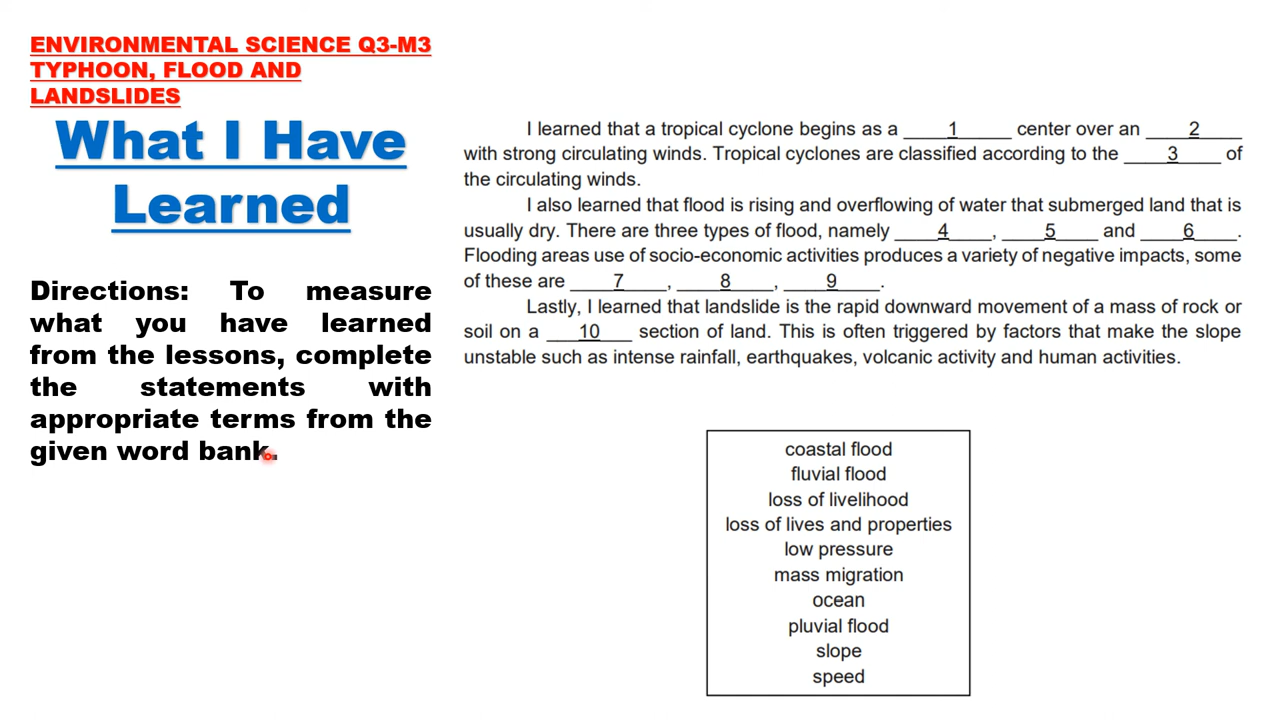 ENVIRONMENTAL SCIENCE Q3-M3
TYPHOON, FLOOD AND
LANDSLIDES
What I Have
Learned
Directions: To measure
what you have learned
from the lessons, complete
the statements with
appropriate terms from the
given word bank.
I learned that a tropical cyclone begins as a ____1____ center over an ____2____
with strong circulating winds. Tropical cyclones are classified according to the ____3____ of
the circulating winds.
I also learned that flood is rising and overflowing of water that submerged land that is
usually dry. There are three types of flood, namely ____4____, ____5____ and ____6____.
Flooding areas use of socio-economic activities produces a variety of negative impacts, some
of these are ____7____, ____8____, ____9____.
Lastly, I learned that landslide is the rapid downward movement of a mass of rock or
soil on a ___10___ section of land. This is often triggered by factors that make the slope
unstable such as intense rainfall, earthquakes, volcanic activity and human activities.
coastal flood
fluvial flood
loss of livelihood
loss of lives and properties
low pressure
mass migration
ocean
pluvial flood
slope
speed